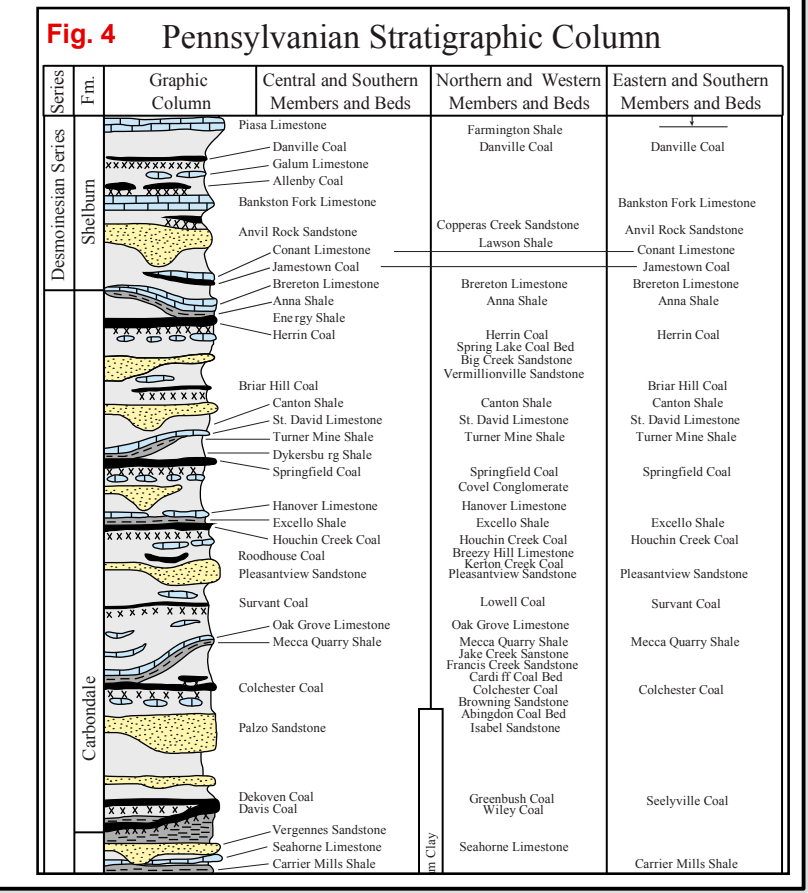 Fig. 4
Pennsylvanian Stratigraphic Column
Series
Fm.
Graphic
Column
Central and Southern
Members and Beds
Northern and Western
Members and Beds
Eastern and Southern
Members and Beds
Desmoinesian Series
Shelburn
Carbondale
Piasa Limestone
Danville Coal
Galum Limestone
Allenby Coal
Bankston Fork Limestone
Anvil Rock Sandstone
Conant Limestone
Jamestown Coal
Brereton Limestone
Anna Shale
Energy Shale
Herrin Coal
Briar Hill Coal
Canton Shale
St. David Limestone
Turner Mine Shale
Dykersbu rg Shale
Springfield Coal
Hanover Limestone
Excello Shale
Houchin Creek Coal
Roodhouse Coal
Pleasantview Sandstone
Survant Coal
Oak Grove Limestone
Mecca Quarry Shale
Colchester Coal
Palzo Sandstone
Dekoven Coal
Davis Coal
Vergennes Sandstone
Seahorne Limestone
Carrier Mills Shale
Farmington Shale
Danville Coal
Copperas Creek Sandstone
Lawson Shale
Brereton Limestone
Anna Shale
Herrin Coal
Spring Lake Coal Bed
Big Creek Sandstone
Vermillionville Sandstone
Canton Shale
St. David Limestone
Turner Mine Shale
Springfield Coal
Covel Conglomerate
Hanover Limestone
Excello Shale
Houchin Creek Coal
Breezy Hill Limestone
Kerton Creek Coal
Pleasantview Sandstone
Lowell Coal
Oak Grove Limestone
Mecca Quarry Shale
Jake Creek Sanstone
Francis Creek Sandstone
Cardi ff Coal Bed
Colchester Coal
Browning Sandstone
Abingdon Coal Bed
Isabel Sandstone
Greenbush Coal
Wiley Coal
Seahorne Limestone
m Clay
Danville Coal
Bankston Fork Limestone
Anvil Rock Sandstone
Conant Limestone
Jamestown Coal
Brereton Limestone
Anna Shale
Herrin Coal
Briar Hill Coal
Canton Shale
St. David Limestone
Turner Mine Shale
Springfield Coal
Excello Shale
Houchin Creek Coal
Pleasantview Sandstone
Survant Coal
Mecca Quarry Shale
Colchester Coal
Seelyville Coal
Carrier Mills Shale